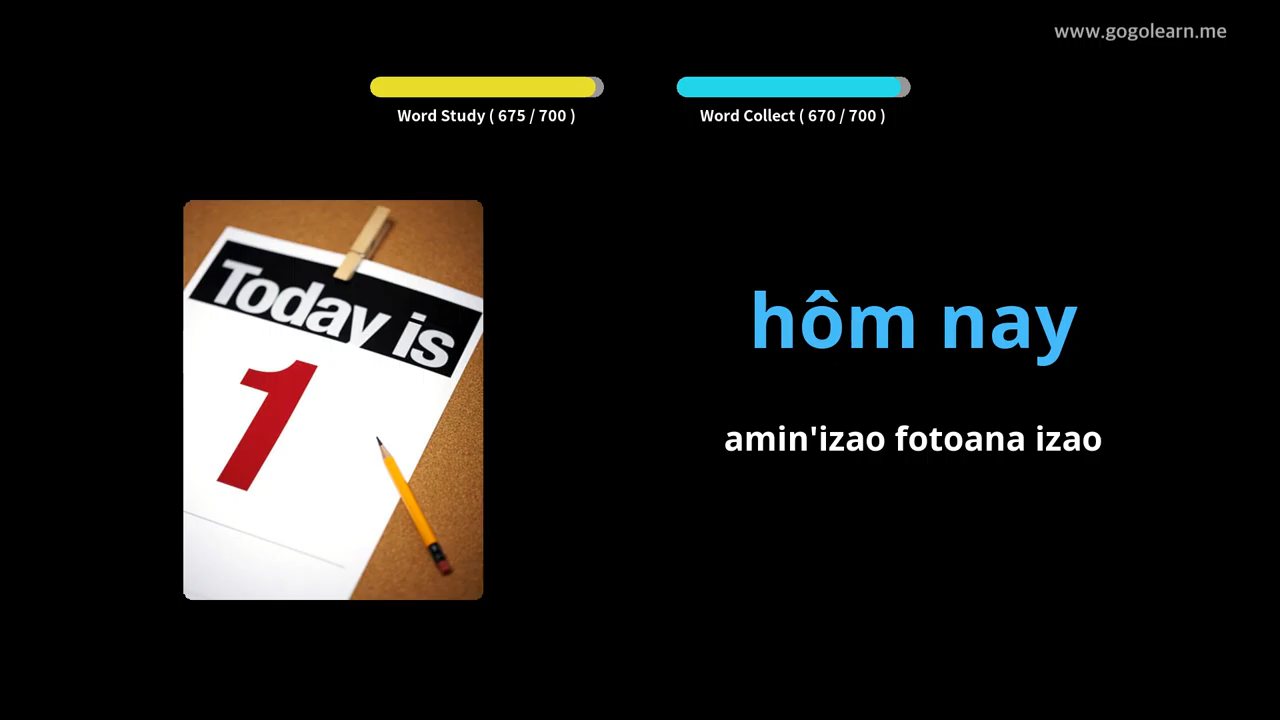 www.gogolearn.me
Word Study ( 675 / 700 )
Word Collect ( 670 / 700 )
Today is
1
hôm nay
amin'izao fotoana izao